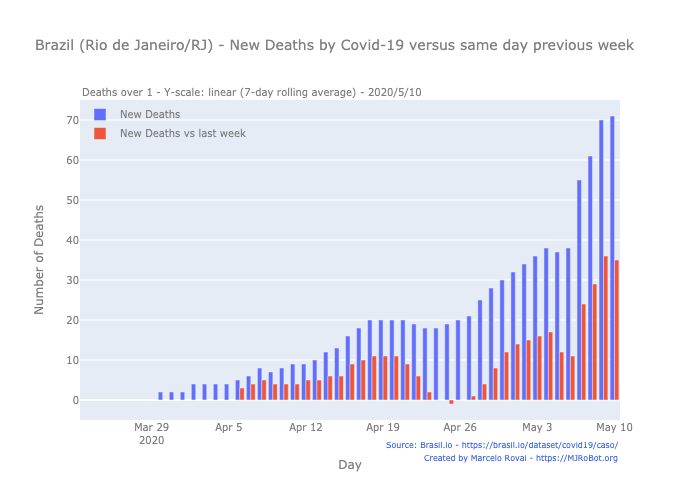 Brazil (Rio de Janeiro/RJ) - New Deaths by Covid-19 versus same day previous week
Deaths over 1 - Y-scale: linear (7-day rolling average) - 2020/5/10
New Deaths
New Deaths vs last week
70
60
50
40
30
20
10
0
Number of Deaths
Mar 29 Apr 5 Apr 12 Apr 19 Apr 26 May 3 May 10
2020
Day
Source: Brasil.io - https://brasil.io/dataset/covid19/caso/
Created by Marcelo Rovai - https://MJRoBot.org